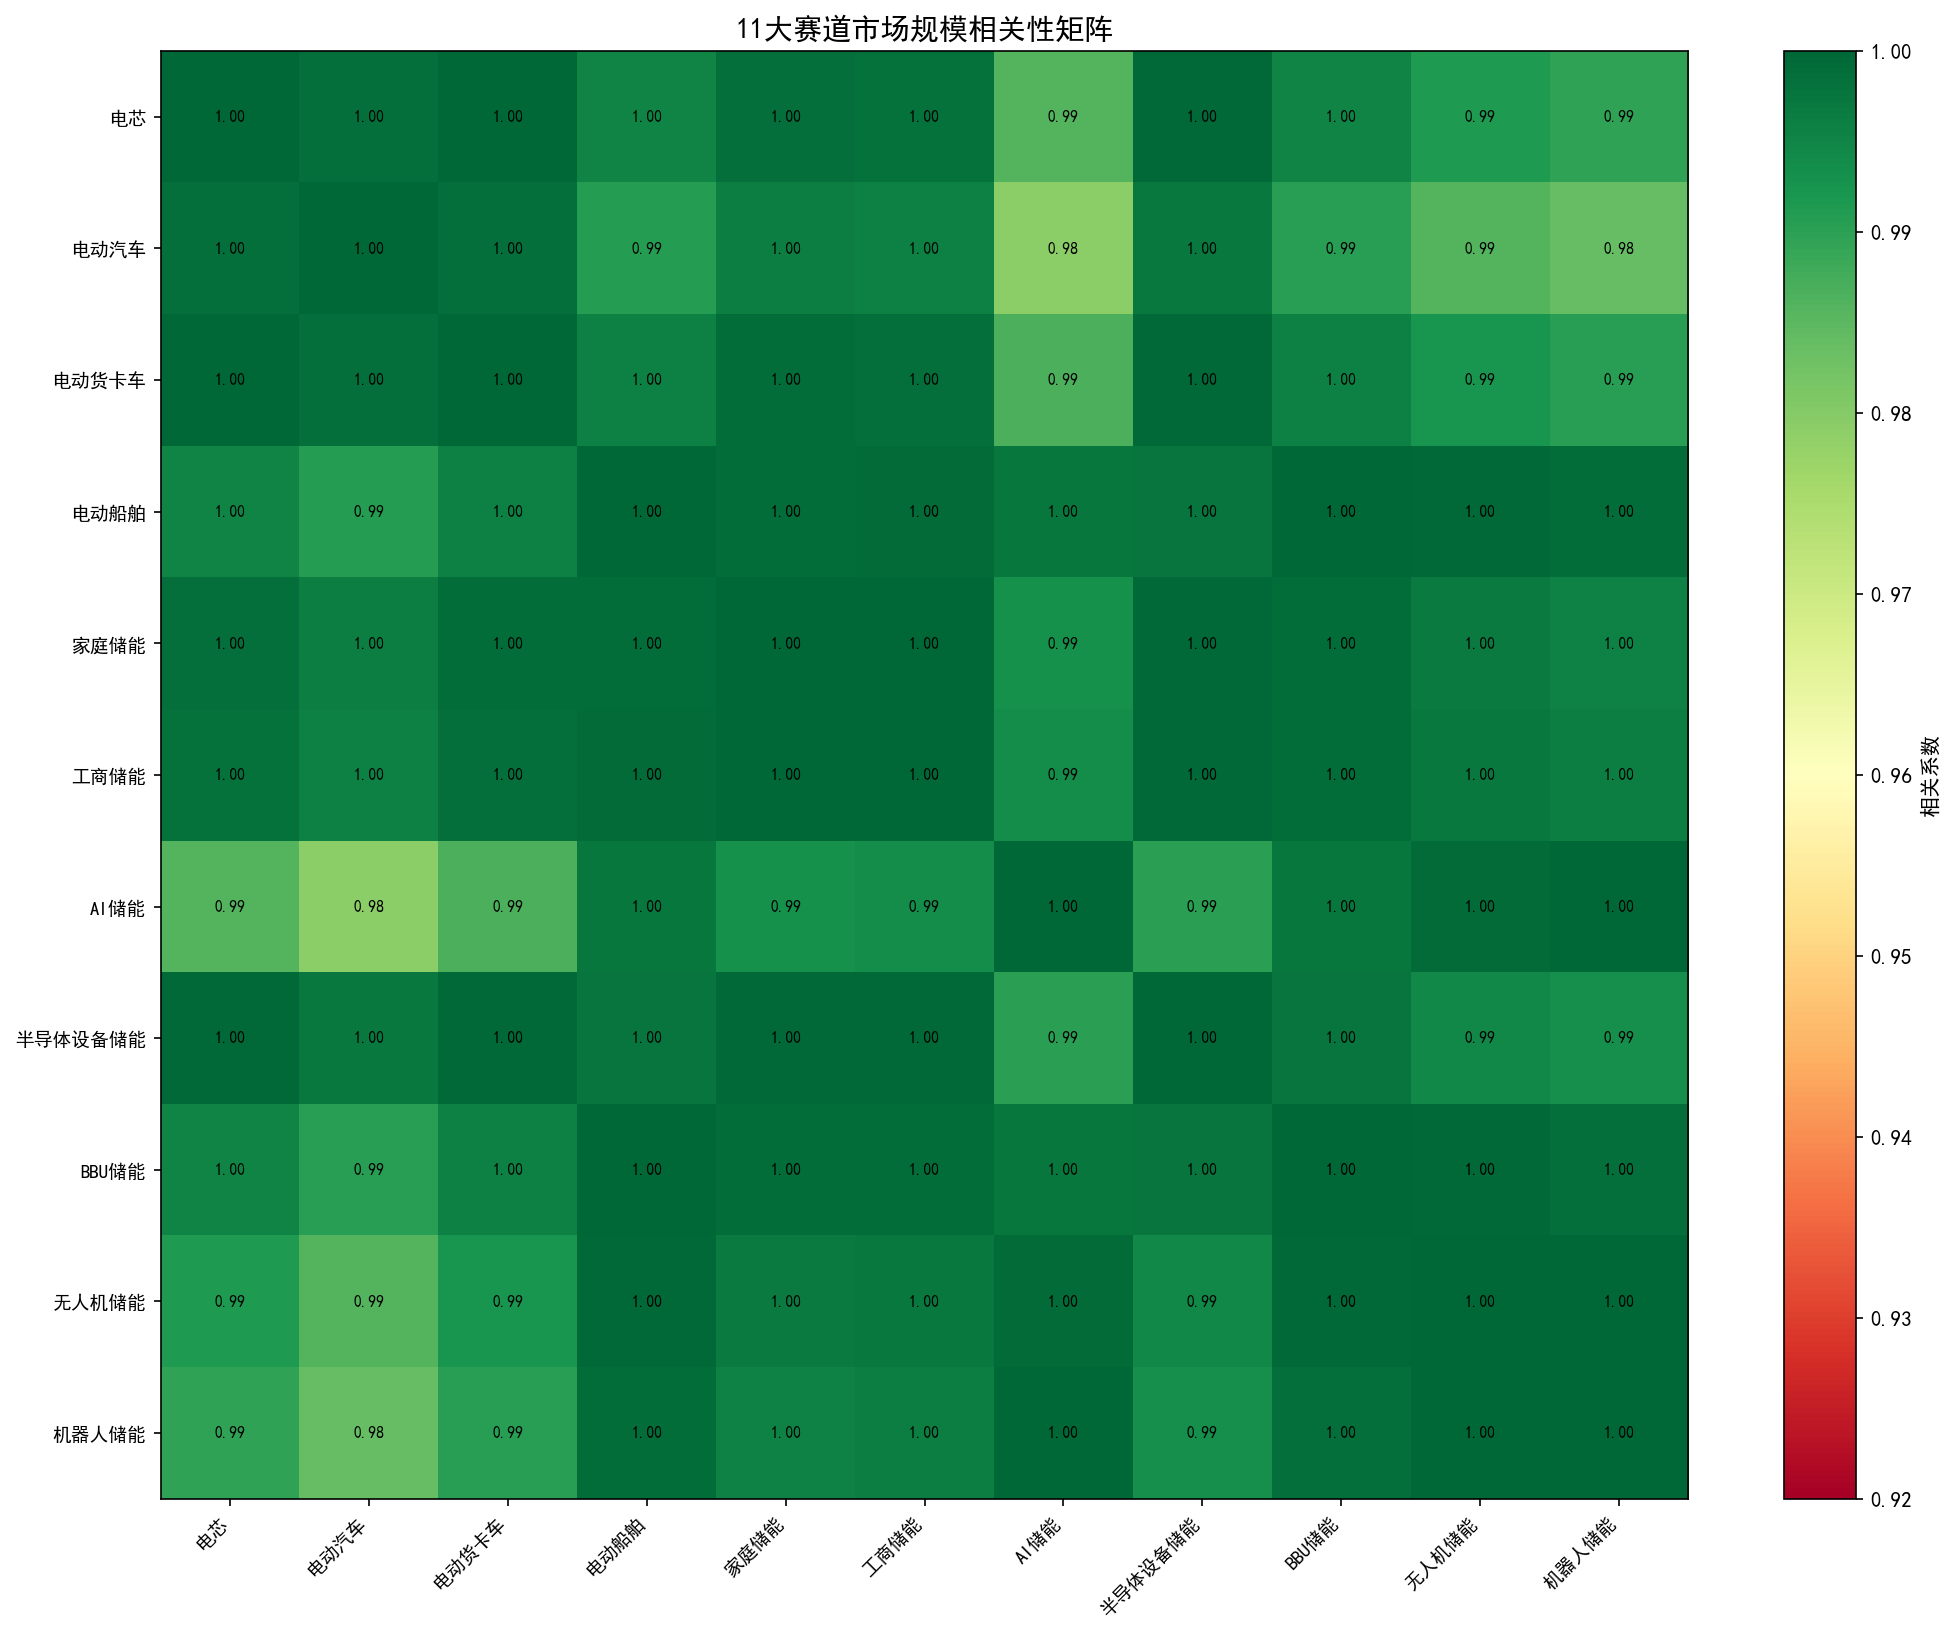 11大赛道市场规模相关性矩阵
电芯 1.00 1.00 1.00 1.00 1.00 1.00 0.99 1.00 1.00 0.99 0.99
电动汽车 1.00 1.00 1.00 0.99 1.00 1.00 0.98 1.00 0.99 0.99 0.98
电动货卡车 1.00 1.00 1.00 1.00 1.00 1.00 0.99 1.00 1.00 0.99 0.99
电动船舶 1.00 0.99 1.00 1.00 1.00 1.00 1.00 1.00 1.00 1.00 1.00
家庭储能 1.00 1.00 1.00 1.00 1.00 1.00 0.99 1.00 1.00 1.00 1.00
工商储能 1.00 1.00 1.00 1.00 1.00 1.00 0.99 1.00 1.00 1.00 1.00
AI储能 0.99 0.98 0.99 1.00 0.99 0.99 1.00 0.99 1.00 1.00 1.00
半导体设备储能 1.00 1.00 1.00 1.00 1.00 1.00 0.99 1.00 1.00 0.99 0.99
BBU储能 1.00 0.99 1.00 1.00 1.00 1.00 1.00 1.00 1.00 1.00 1.00
无人机储能 0.99 0.99 0.99 1.00 1.00 1.00 1.00 0.99 1.00 1.00 1.00
机器人储能 0.99 0.98 0.99 1.00 1.00 1.00 1.00 0.99 1.00 1.00 1.00
电芯 电动汽车 电动货卡车 电动船舶 家庭储能 工商储能 AI储能 半导体设备储能 BBU储能 无人机储能 机器人储能
1.00
0.99
0.98
0.97
0.96
0.95
0.94
0.93
0.92
相关系数